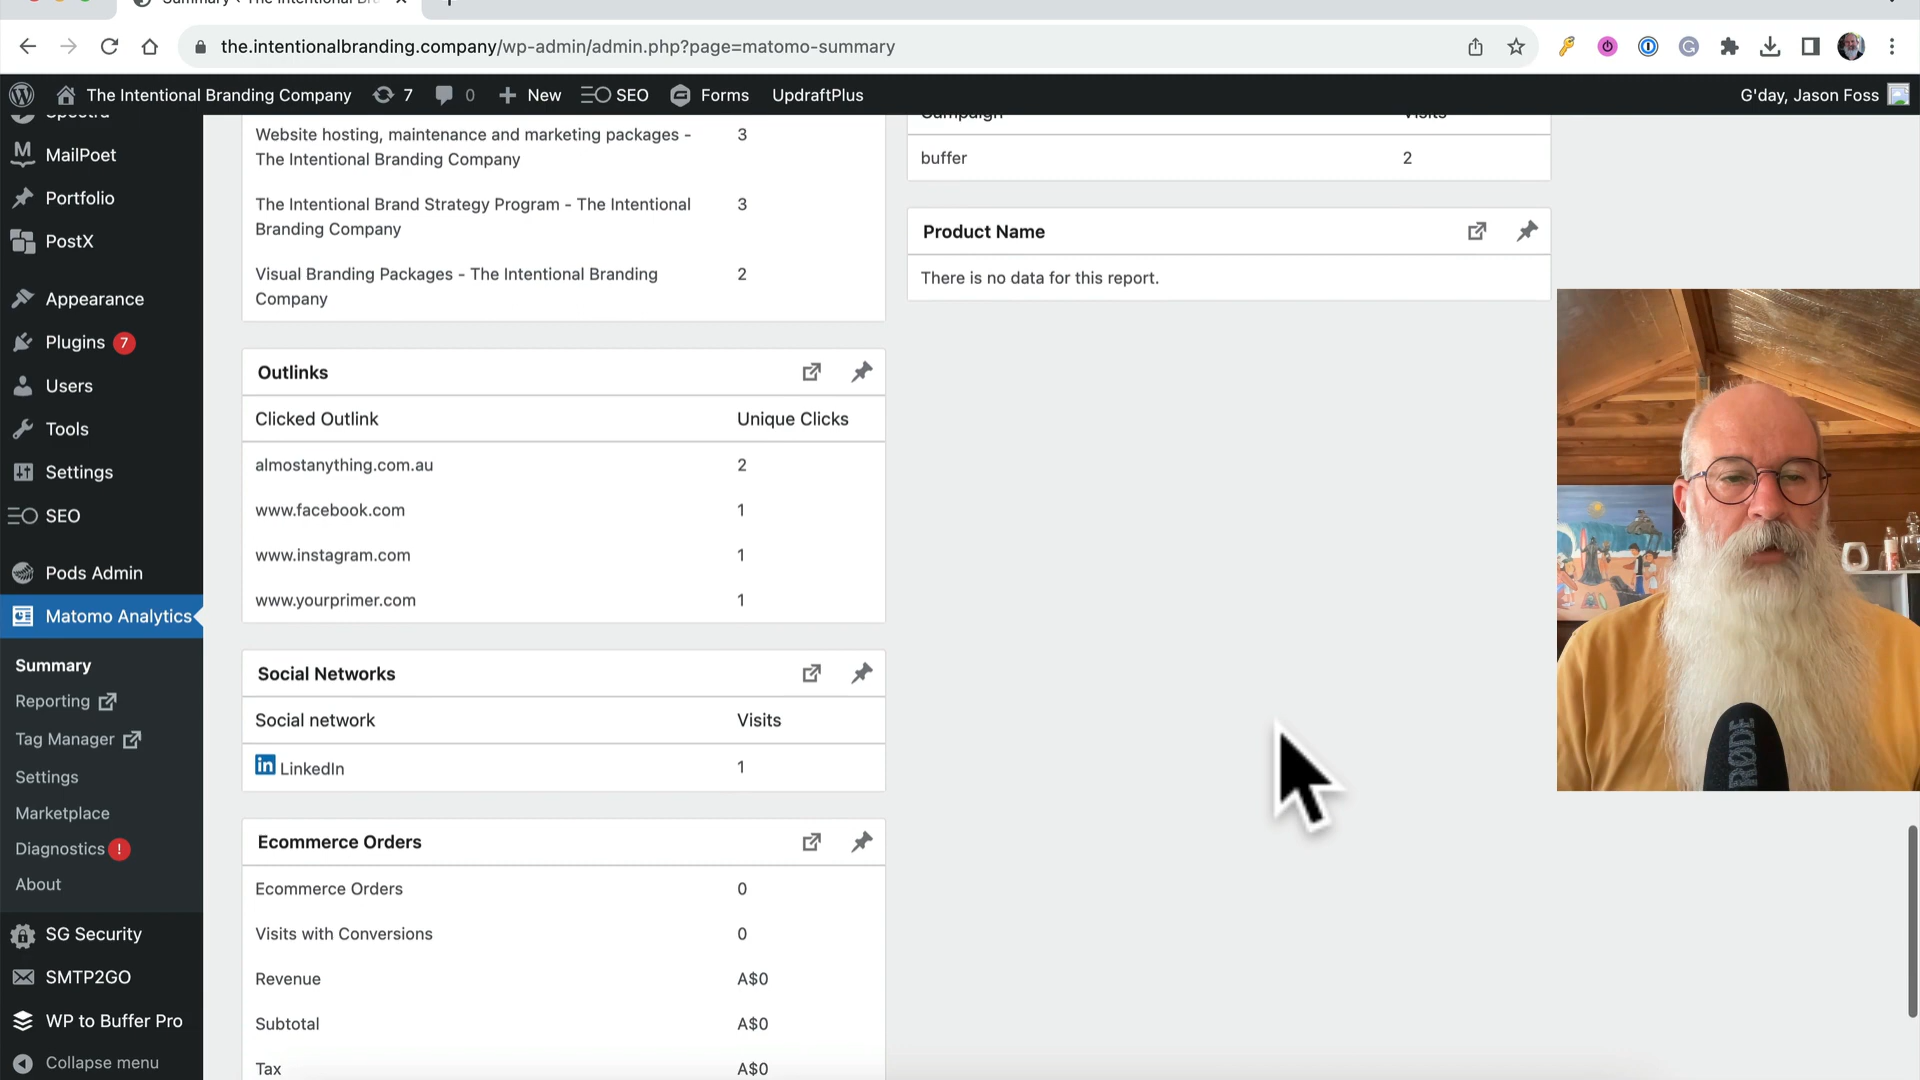 the.intentionalbranding.company/wp-admin/admin.php?page=matomo-summary
The Intentional Branding Company
7
0
New
SEO
Forms
UpdraftPlus
G'day, Jason Foss
Spectra
MailPoet
Portfolio
PostX
Appearance
Plugins 7
Users
Tools
Settings
SEO
Pods Admin
Matomo Analytics
Summary
Reporting
Tag Manager
Settings
Marketplace
Diagnostics !
About
SG Security
SMTP2GO
WP to Buffer Pro
Collapse menu
Website hosting, maintenance and marketing packages - 3
The Intentional Branding Company
The Intentional Brand Strategy Program - The Intentional 3
Branding Company
Visual Branding Packages - The Intentional Branding 2
Company
Outlinks
Clicked Outlink Unique Clicks
almostanything.com.au 2
www.facebook.com 1
www.instagram.com 1
www.yourprimer.com 1
Social Networks
Social network Visits
in LinkedIn 1
Ecommerce Orders
Ecommerce Orders 0
Visits with Conversions 0
Revenue A$0
Subtotal A$0
Tax A$0
Campaign Visits
buffer 2
Product Name
There is no data for this report.
RØDE